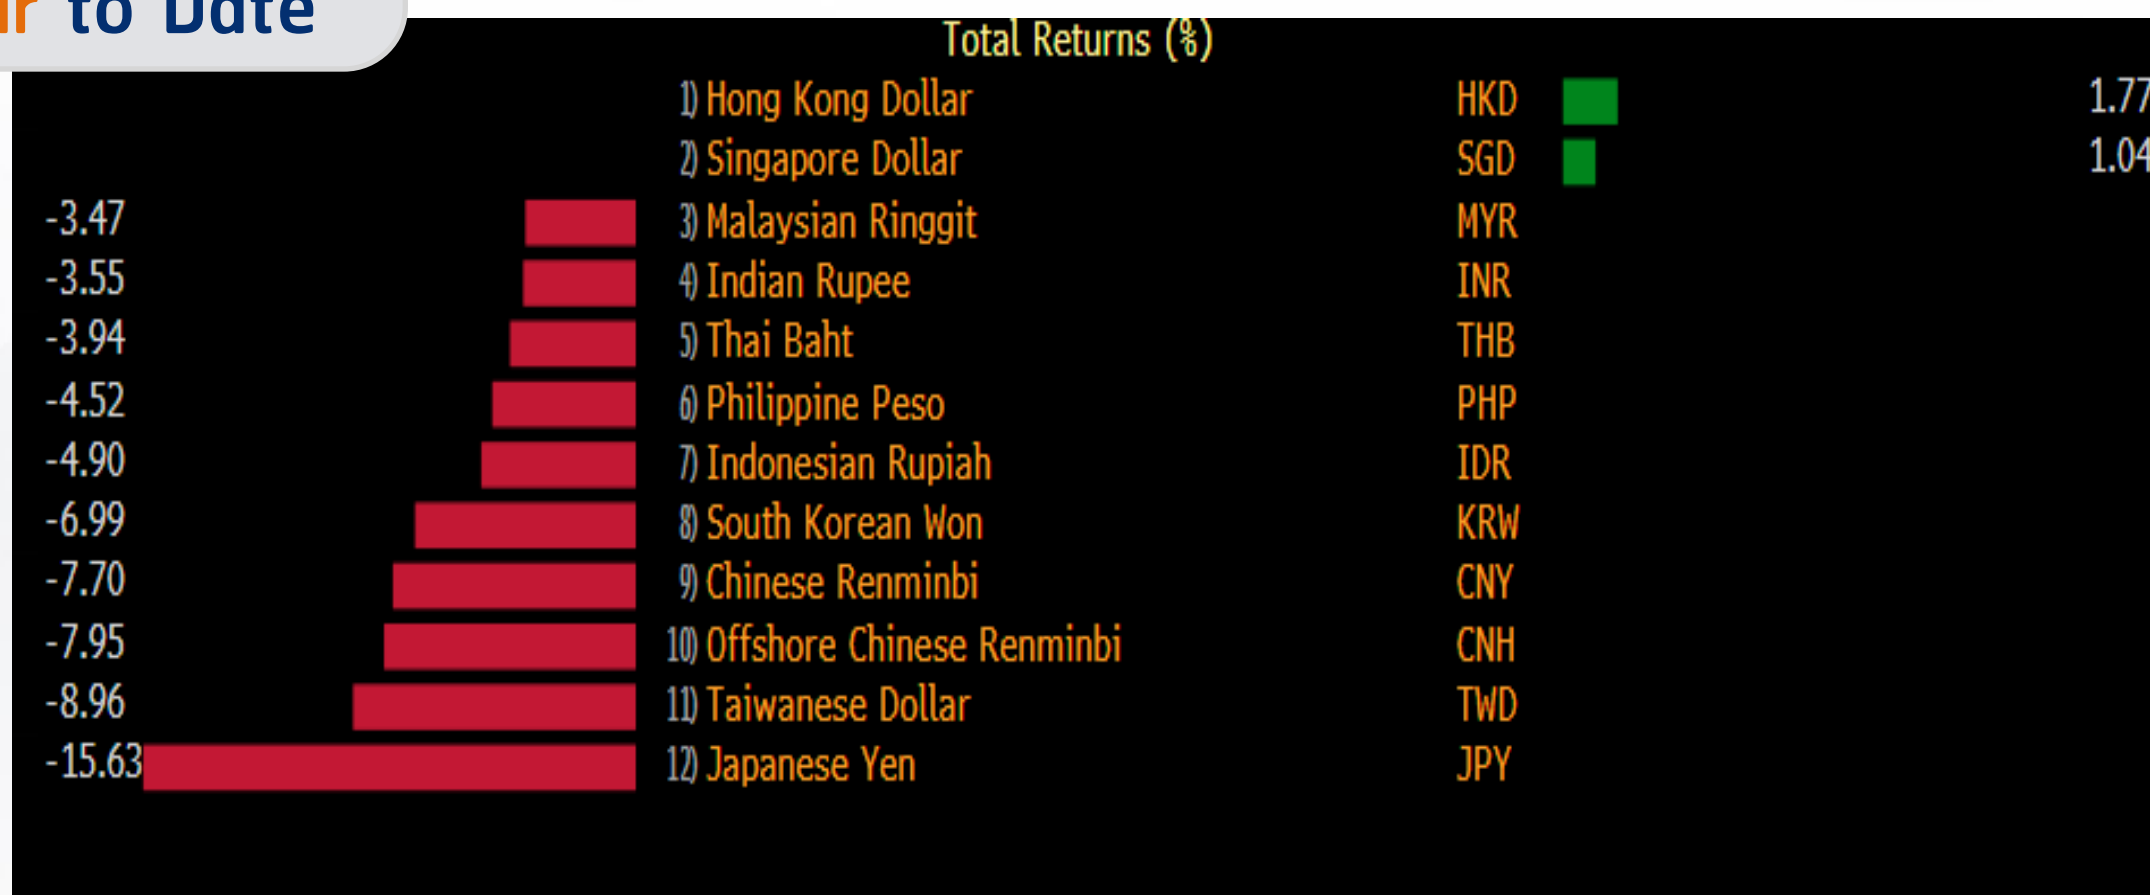 to Date
Total Returns (%)
1) Hong Kong Dollar HKD 1.77
2) Singapore Dollar SGD 1.04
-3.47 3) Malaysian Ringgit MYR
-3.55 4) Indian Rupee INR
-3.94 5) Thai Baht THB
-4.52 6) Philippine Peso PHP
-4.90 7) Indonesian Rupiah IDR
-6.99 8) South Korean Won KRW
-7.70 9) Chinese Renminbi CNY
-7.95 10) Offshore Chinese Renminbi CNH
-8.96 11) Taiwanese Dollar TWD
-15.63 12) Japanese Yen JPY